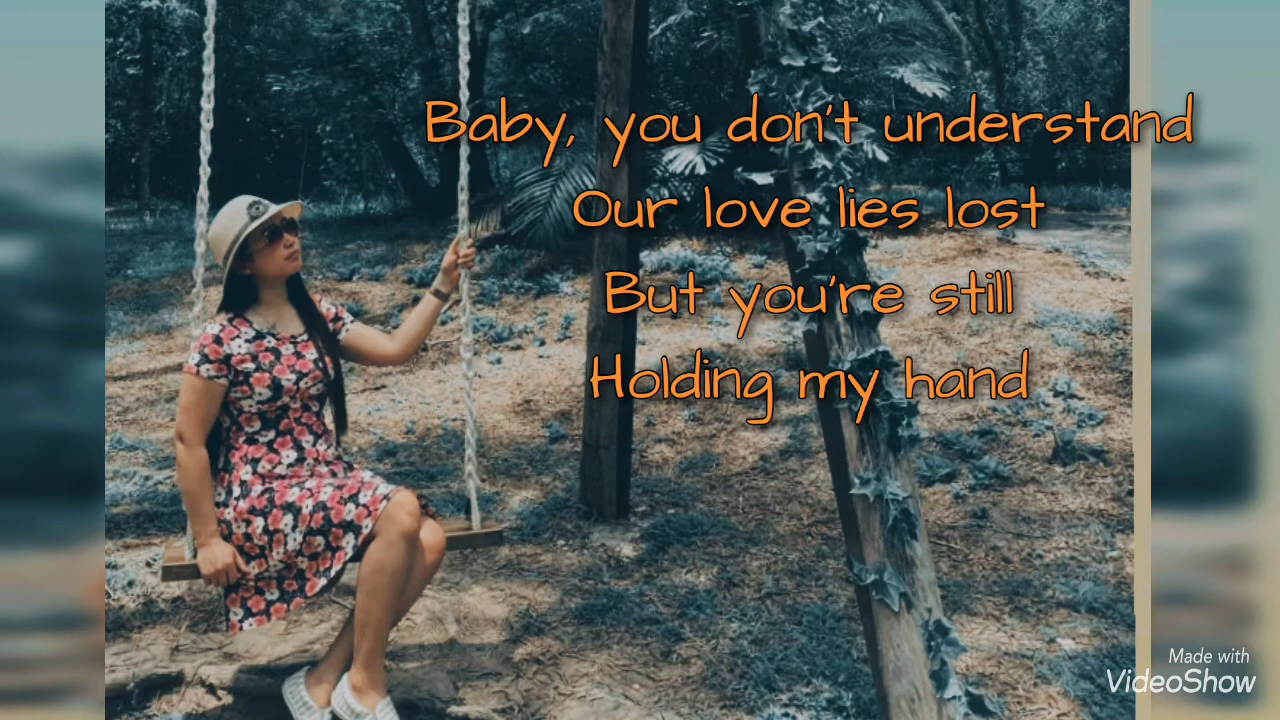 Baby, you don't understand
Our love lies lost
But you're still
Holding my hand
Made with
VideoShow